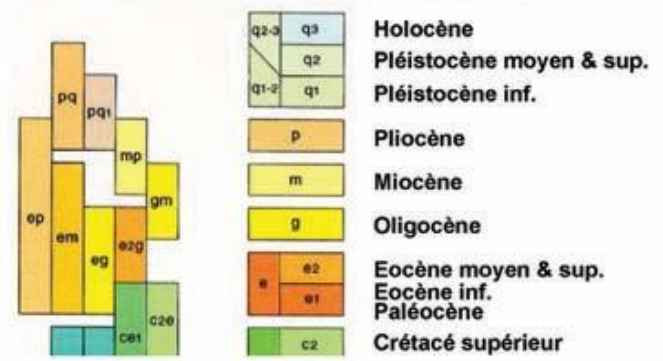 q2-3 q3 Holocène
q2 Pléistocène moyen & sup.
q1-2 q1 Pléistocène inf.
pq
pq1
p Pliocène
mp
m Miocène
gm
ep
em
eg
e2g
g Oligocène
e e2 Eocène moyen & sup.
e1 Eocène inf.
Paléocène
ce1
c2e
c2 Crétacé supérieur